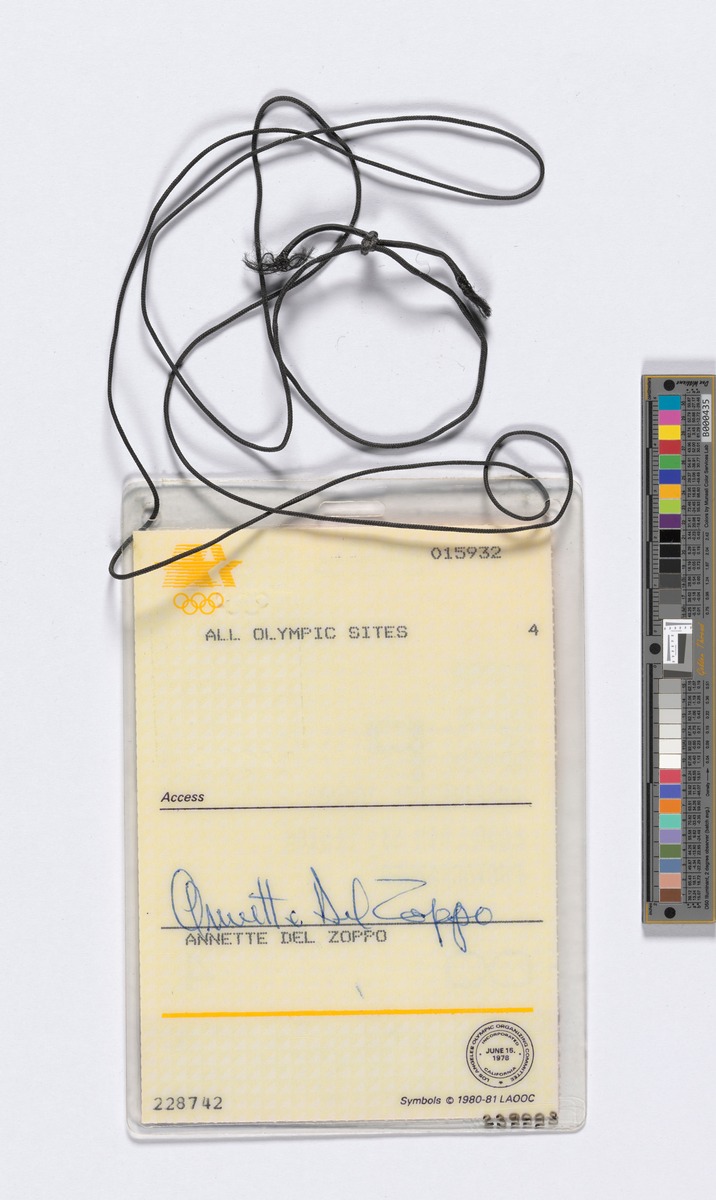 015932
ALL OLYMPIC SITES 4
Access
Annette Del Zoppo
ANNETTE DEL ZOPPO
LOS ANGELES OLYMPIC ORGANIZING COMMITTEE
INCORPORATED
JUNE 15,
1978
CALIFORNIA
228742
Symbols © 1980-81 LAOOC
B000435